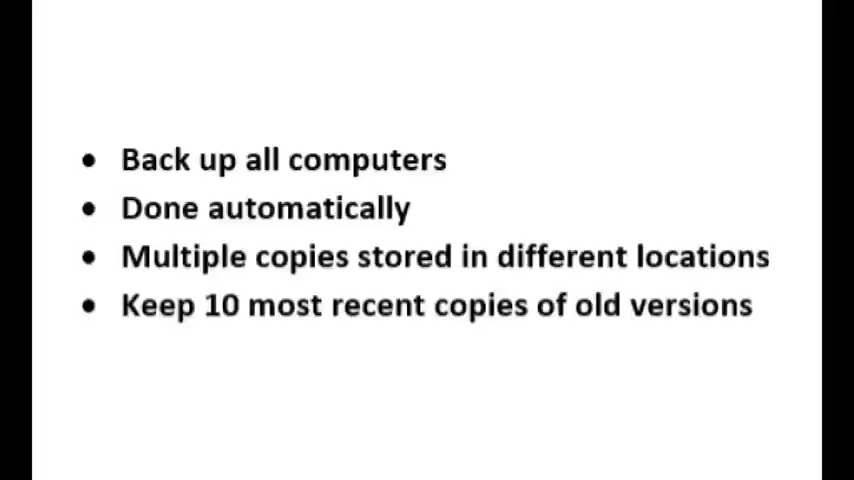 • Back up all computers
• Done automatically
• Multiple copies stored in different locations
• Keep 10 most recent copies of old versions